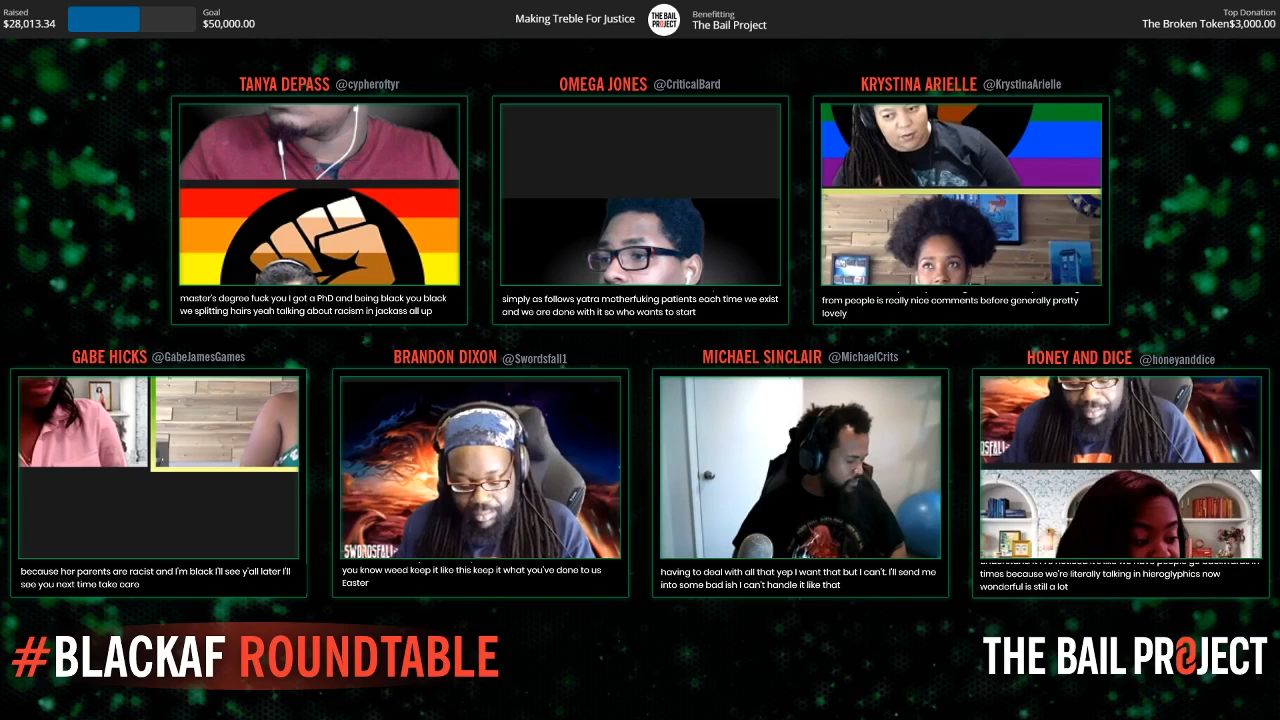 Raised
$28,013.34
Goal
$50,000.00
Making Treble For Justice
THE BAIL
PROJECT
Benefitting
The Bail Project
Top Donation
The Broken Token$3,000.00
TANYA DEPASS @cypheroftyr
OMEGA JONES @CriticalBard
KRYSTINA ARIELLE @KrystinaArielle
master's degree fuck you I got a PhD and being black you black
we splitting hairs yeah talking about racism in jackass all up
simply as follows yatra motherfuking patients each time we exist
and we are done with it so who wants to start
from people is really nice comments before generally pretty
lovely
GABE HICKS @GabeJamesGames
BRANDON DIXON @Swordsfall1
MICHAEL SINCLAIR @MichaelCrits
HONEY AND DICE @honeyanddice
SWORDSFALL
because her parents are racist and I'm black I'll see y'all later I'll
see you next time take care
you know weed keep it like this keep it what you've done to us
Easter
having to deal with all that yep I want that but I can't. I'll send me
into some bad ish I can't handle it like that
times because we're literally talking in hieroglyphics now
wonderful is still a lot
#BLACKAF ROUNDTABLE
THE BAIL PROJECT